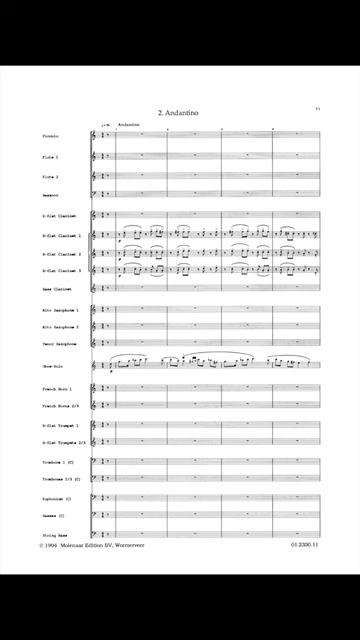 2. Andantino
Andantino
Piccolo
Flute 1
Flute 2
Bassoon
E-flat Clarinet
B-flat Clarinet 1
B-flat Clarinet 2
B-flat Clarinet 3
Bass Clarinet
Alto Saxophone 1
Alto Saxophone 2
Tenor Saxophone
Oboe-Solo
French Horn 1
French Horns 2/3
B-flat Trumpet 1
B-flat Trumpets 2/3
Trombone 1 (C)
Trombones 2/3 (C)
Euphonium (C)
Basses (C)
String Bass
© 1994 Molenaar Edition BV, Wormerveer
01.2330.11